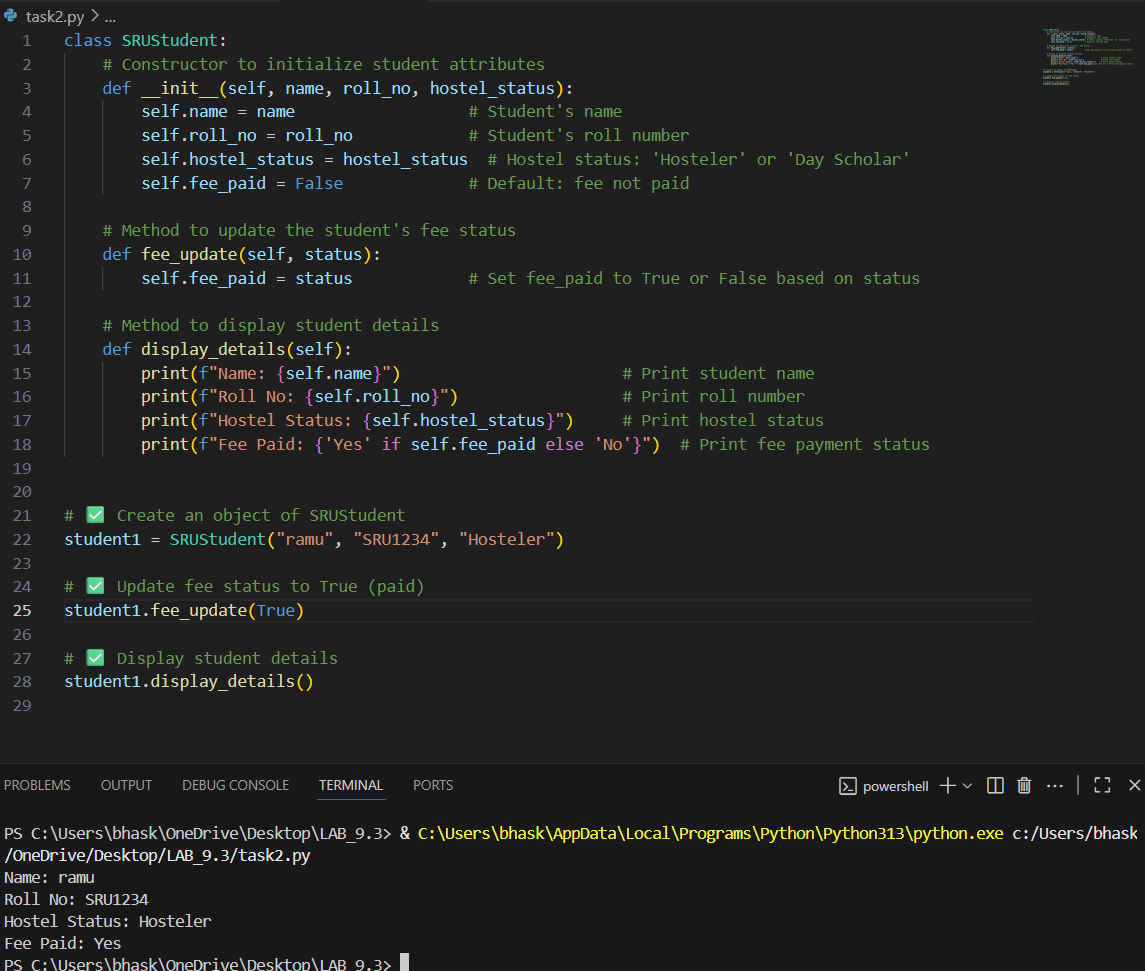 task2.py > ...
1 class SRUStudent:
2     # Constructor to initialize student attributes
3     def __init__(self, name, roll_no, hostel_status):
4         self.name = name                  # Student's name
5         self.roll_no = roll_no            # Student's roll number
6         self.hostel_status = hostel_status  # Hostel status: 'Hosteler' or 'Day Scholar'
7         self.fee_paid = False             # Default: fee not paid
8
9     # Method to update the student's fee status
10     def fee_update(self, status):
11         self.fee_paid = status            # Set fee_paid to True or False based on status
12
13     # Method to display student details
14     def display_details(self):
15         print(f"Name: {self.name}")                       # Print student name
16         print(f"Roll No: {self.roll_no}")                 # Print roll number
17         print(f"Hostel Status: {self.hostel_status}")     # Print hostel status
18         print(f"Fee Paid: {'Yes' if self.fee_paid else 'No'}")  # Print fee payment status
19
20
21 # ✅ Create an object of SRUStudent
22 student1 = SRUStudent("ramu", "SRU1234", "Hosteler")
23
24 # ✅ Update fee status to True (paid)
25 student1.fee_update(True)
26
27 # ✅ Display student details
28 student1.display_details()
29
PROBLEMS OUTPUT DEBUG CONSOLE TERMINAL PORTS powershell
PS C:\Users\bhask\OneDrive\Desktop\LAB_9.3> & C:\Users\bhask\AppData\Local\Programs\Python\Python313\python.exe c:/Users/bhask
/OneDrive/Desktop/LAB_9.3/task2.py
Name: ramu
Roll No: SRU1234
Hostel Status: Hosteler
Fee Paid: Yes
PS C:\Users\bhask\OneDrive\Desktop\LAB_9.3>